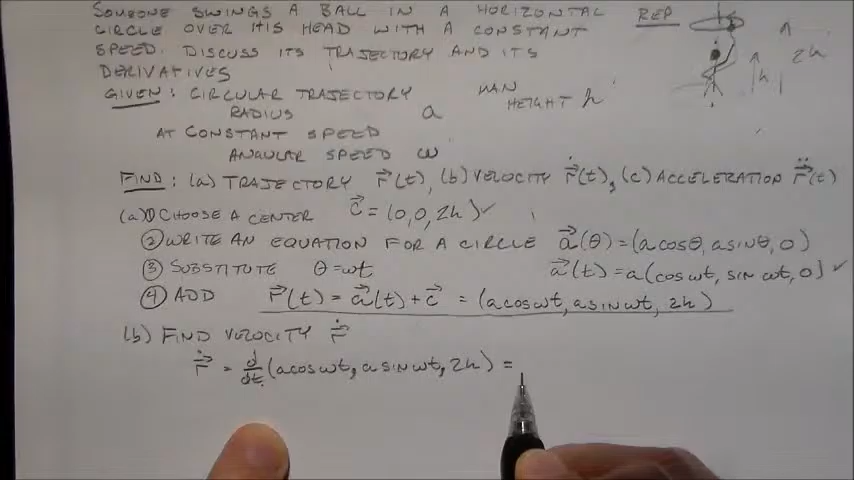 SOMEONE SWINGS A BALL IN A HORIZONTAL REP
CIRCLE OVER HIS HEAD WITH A CONSTANT
SPEED. DISCUSS ITS TRAJECTORY AND ITS 2h
DERIVATIVES h
GIVEN: CIRCULAR TRAJECTORY MAN
RADIUS a HEIGHT h
AT CONSTANT SPEED
ANGULAR SPEED ω
FIND: (a) TRAJECTORY r⃗(t), (b) VELOCITY ṙ⃗(t), (c) ACCELERATION r̈⃗(t)
(a) ① CHOOSE A CENTER c⃗ = (0,0,2h) ✓
② WRITE AN EQUATION FOR A CIRCLE a⃗(θ) = (a cosθ, a sinθ, 0)
③ SUBSTITUTE θ=ωt a⃗(t) = a(cos ωt, sin ωt, 0) ✓
④ ADD r⃗(t) = a⃗(t) + c⃗ = (a cos ωt, a sin ωt, 2h)
(b) FIND VELOCITY ṙ⃗
ṙ⃗ = d/dt (a cos ωt, a sin ωt, 2h) =